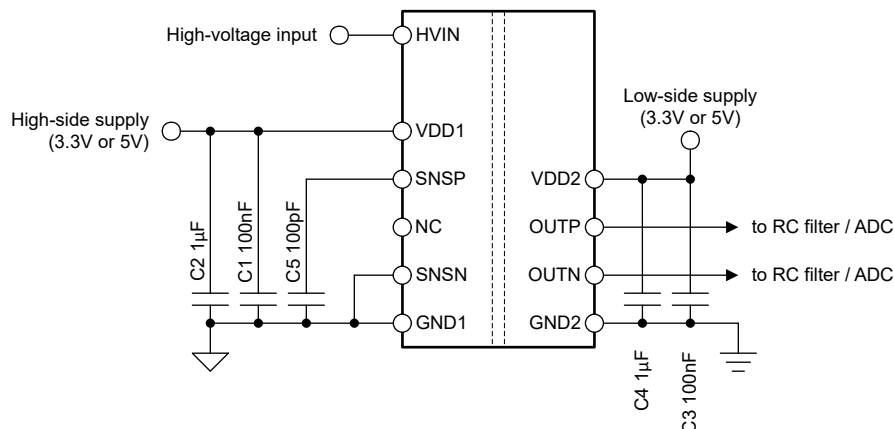 High-voltage input
HVIN
High-side supply
(3.3V or 5V)
VDD1
SNSP
NC
SNSN
GND1
C2 1µF
C1 100nF
C5 100pF
Low-side supply
(3.3V or 5V)
VDD2
OUTP
to RC filter / ADC
OUTN
to RC filter / ADC
GND2
C4 1µF
C3 100nF